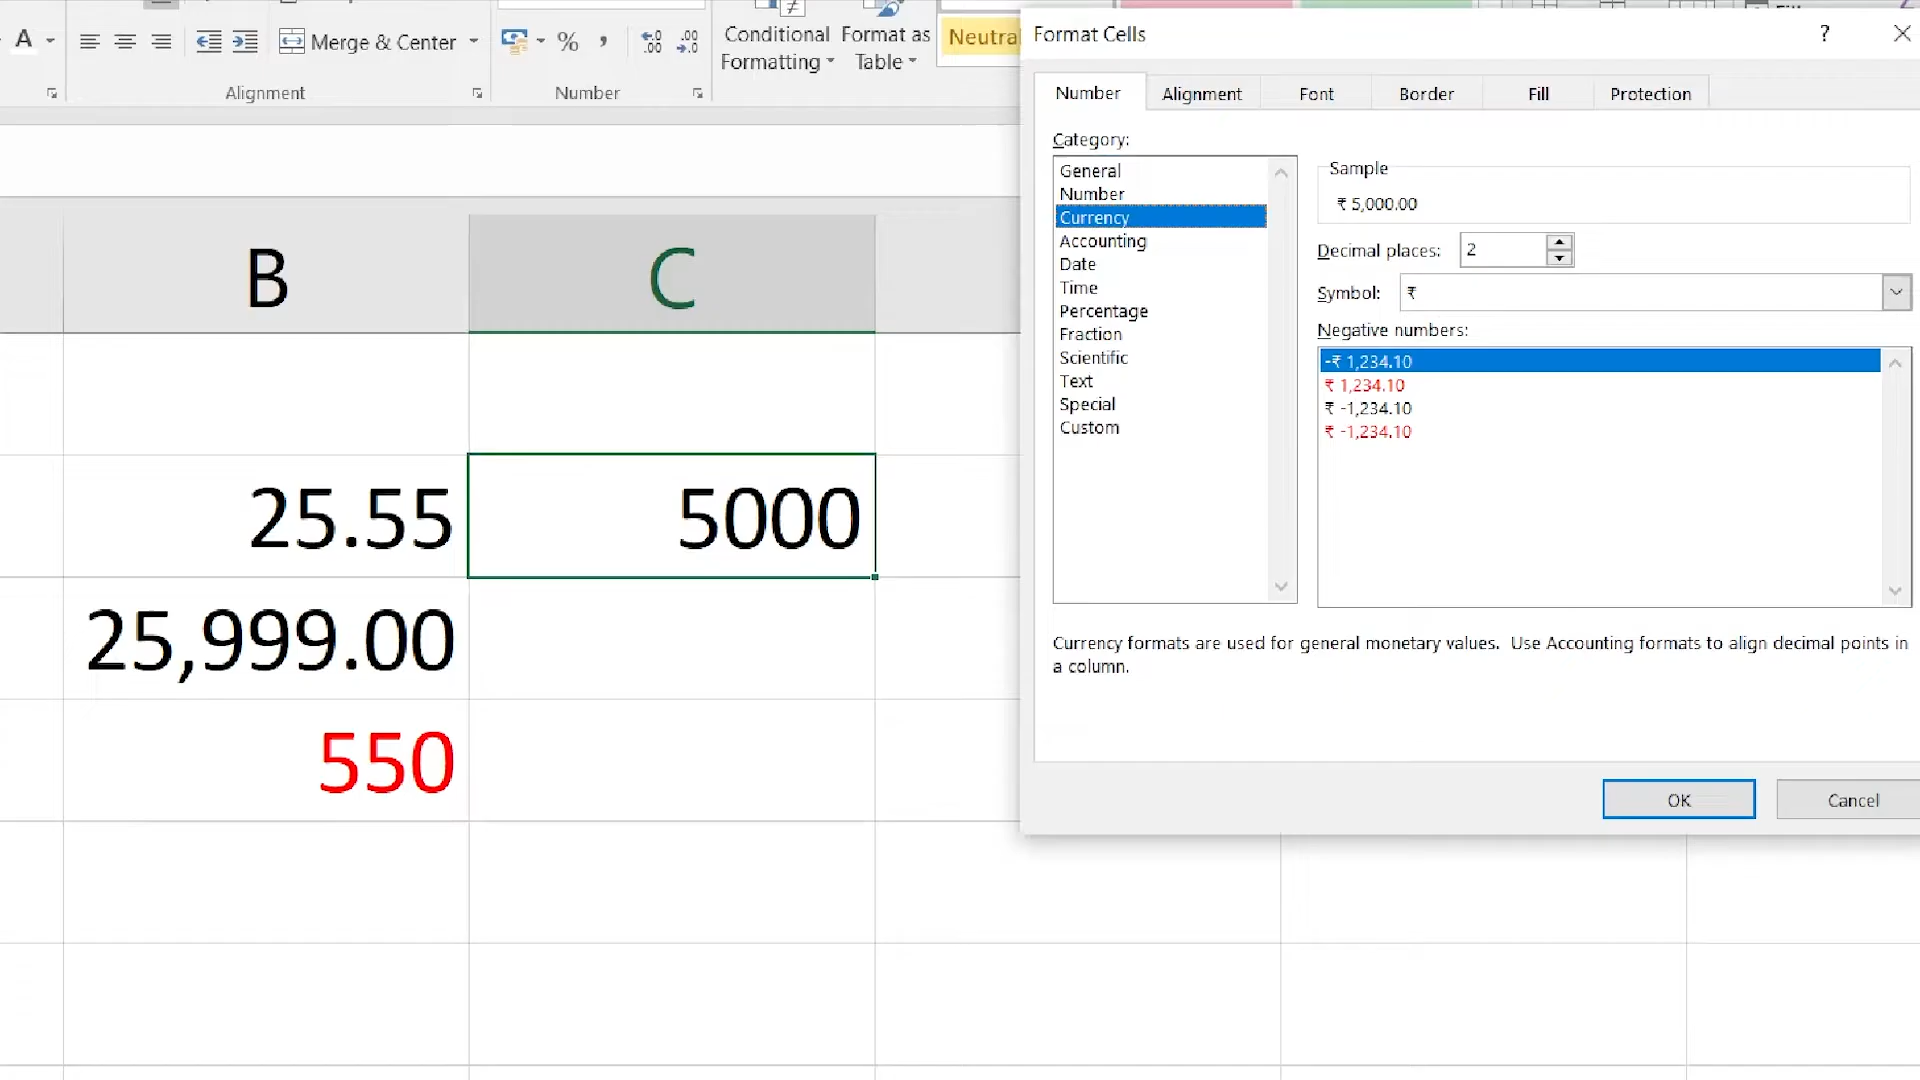 A
Merge & Center
%
,
Conditional
Formatting
Format as
Table
Neutral
Alignment
Number
Format Cells
?
Number
Alignment
Font
Border
Fill
Protection
Category:
General
Number
Currency
Accounting
Date
Time
Percentage
Fraction
Scientific
Text
Special
Custom
Sample
₹ 5,000.00
Decimal places: 2
Symbol: ₹
Negative numbers:
-₹ 1,234.10
₹ 1,234.10
₹ -1,234.10
₹ -1,234.10
Currency formats are used for general monetary values. Use Accounting formats to align decimal points in
a column.
OK
Cancel
B
C
25.55
5000
25,999.00
550